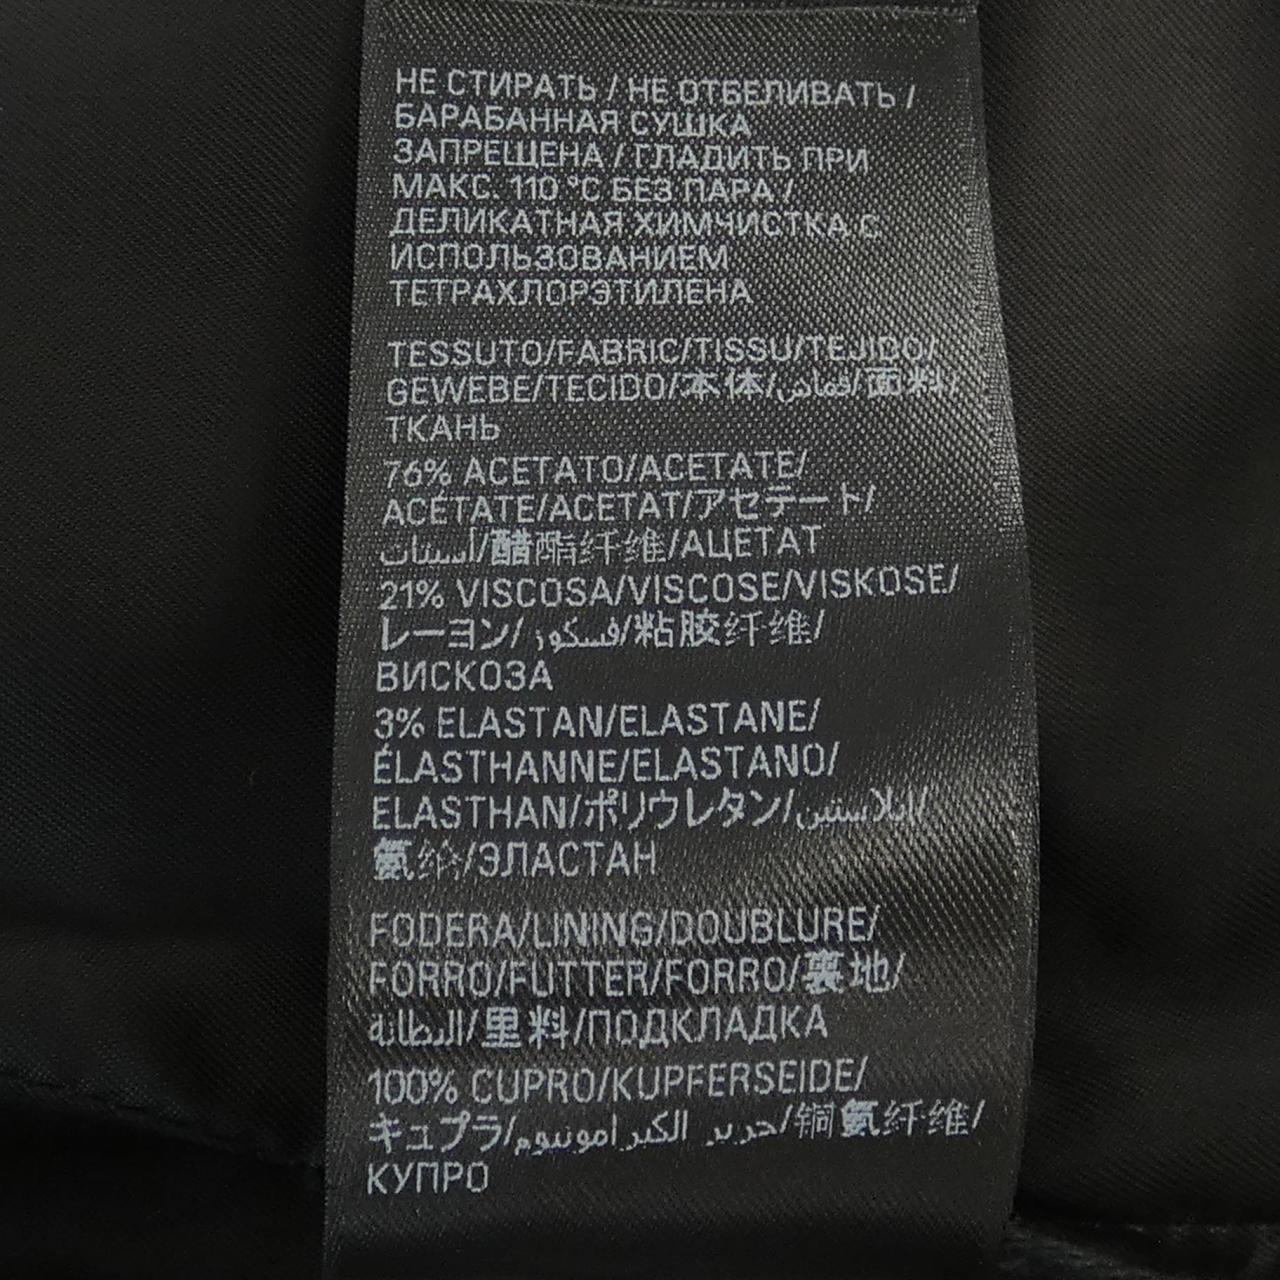 НЕ СТИРАТЬ / НЕ ОТБЕЛИВАТЬ /
БАРАБАННАЯ СУШКА
ЗАПРЕЩЕНА / ГЛАДИТЬ ПРИ
МАКС. 110 °C БЕЗ ПАРА /
ДЕЛИКАТНАЯ ХИМЧИСТКА С
ИСПОЛЬЗОВАНИЕМ
ТЕТРАХЛОРЭТИЛЕНА
TESSUTO/FABRIC/TISSU/TEJIDO/
GEWEBE/TECIDO/本体/قماش/面料/
ТКАНЬ
76% ACETATO/ACETATE/
ACÉTATE/ACETAT/アセテート/
أسيتات/醋酯纤维/АЦЕТАТ
21% VISCOSA/VISCOSE/VISKOSE/
レーヨン/فسكوز/粘胶纤维/
ВИСКОЗА
3% ELASTAN/ELASTANE/
ÉLASTHANNE/ELASTANO/
ELASTHAN/ポリウレタン/إيلاستين/
氨纶/ЭЛАСТАН
FODERA/LINING/DOUBLURE/
FORRO/FUTTER/FORRO/裏地/
البطانة/里料/ПОДКЛАДКА
100% CUPRO/KUPFERSEIDE/
キュプラ/حرير الكبرامونيوم/铜氨纤维/
КУПРО